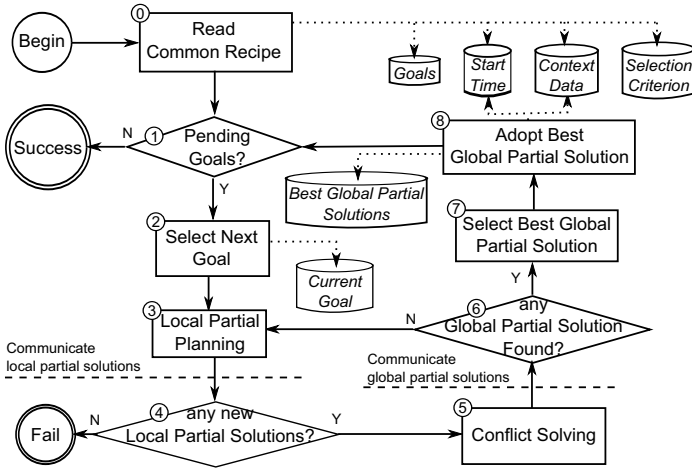 0
Read
Common Recipe
Begin
Goals
Start
Time
Context
Data
Selection
Criterion
8
Adopt Best
Global Partial Solution
1
Pending
Goals?
N
Success
Y
Best Global Partial
Solutions
7
Select Best Global
Partial Solution
2
Select Next
Goal
Current
Goal
Y
3
Local Partial
Planning
6
any
Global Partial Solution
Found?
N
Communicate
local partial solutions
Communicate
global partial solutions
4
any new
Local Partial Solutions?
N
Fail
Y
5
Conflict Solving